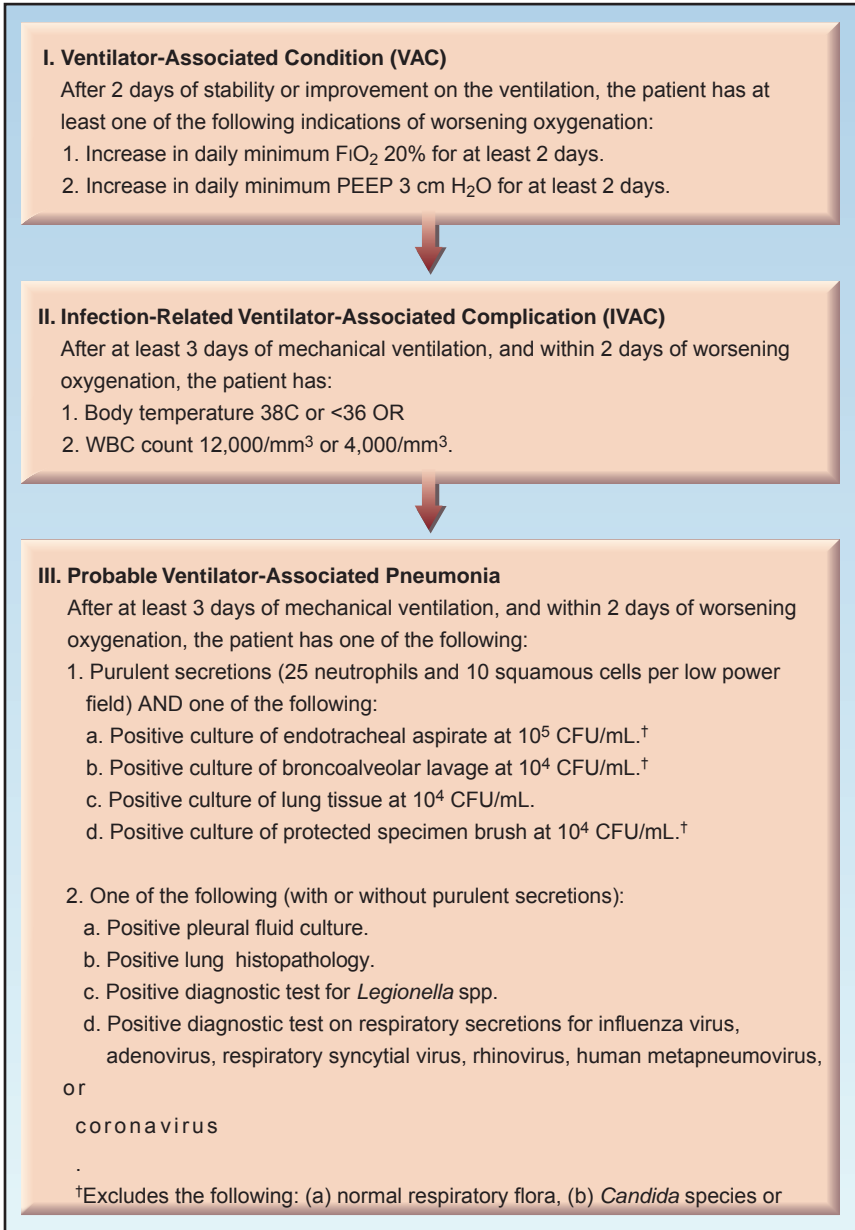 I. Ventilator-Associated Condition (VAC)
After 2 days of stability or improvement on the ventilation, the patient has at
least one of the following indications of worsening oxygenation:
1. Increase in daily minimum FIO₂ 20% for at least 2 days.
2. Increase in daily minimum PEEP 3 cm H₂O for at least 2 days.
II. Infection-Related Ventilator-Associated Complication (IVAC)
After at least 3 days of mechanical ventilation, and within 2 days of worsening
oxygenation, the patient has:
1. Body temperature 38C or <36 OR
2. WBC count 12,000/mm³ or 4,000/mm³.
III. Probable Ventilator-Associated Pneumonia
After at least 3 days of mechanical ventilation, and within 2 days of worsening
oxygenation, the patient has one of the following:
1. Purulent secretions (25 neutrophils and 10 squamous cells per low power
field) AND one of the following:
a. Positive culture of endotracheal aspirate at 10⁵ CFU/mL.†
b. Positive culture of broncoalveolar lavage at 10⁴ CFU/mL.†
c. Positive culture of lung tissue at 10⁴ CFU/mL.
d. Positive culture of protected specimen brush at 10⁴ CFU/mL.†
2. One of the following (with or without purulent secretions):
a. Positive pleural fluid culture.
b. Positive lung histopathology.
c. Positive diagnostic test for Legionella spp.
d. Positive diagnostic test on respiratory secretions for influenza virus,
adenovirus, respiratory syncytial virus, rhinovirus, human metapneumovirus,
or
coronavirus
.
†Excludes the following: (a) normal respiratory flora, (b) Candida species or